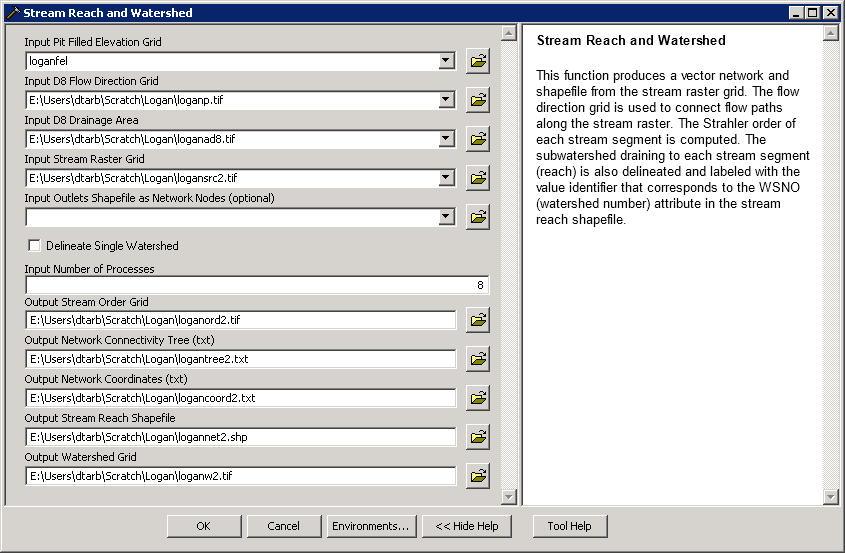 Stream Reach and Watershed
Input Pit Filled Elevation Grid
loganfel
Input D8 Flow Direction Grid
E:\Users\dtarb\Scratch\Logan\loganp.tif
Input D8 Drainage Area
E:\Users\dtarb\Scratch\Logan\loganad8.tif
Input Stream Raster Grid
E:\Users\dtarb\Scratch\Logan\logansrc2.tif
Input Outlets Shapefile as Network Nodes (optional)
Delineate Single Watershed
Input Number of Processes
8
Output Stream Order Grid
E:\Users\dtarb\Scratch\Logan\loganord2.tif
Output Network Connectivity Tree (txt)
E:\Users\dtarb\Scratch\Logan\logantree2.txt
Output Network Coordinates (txt)
E:\Users\dtarb\Scratch\Logan\logancoord2.txt
Output Stream Reach Shapefile
E:\Users\dtarb\Scratch\Logan\logannet2.shp
Output Watershed Grid
E:\Users\dtarb\Scratch\Logan\loganw2.tif
Stream Reach and Watershed
This function produces a vector network and
shapefile from the stream raster grid. The flow
direction grid is used to connect flow paths
along the stream raster. The Strahler order of
each stream segment is computed. The
subwatershed draining to each stream segment
(reach) is also delineated and labeled with the
value identifier that corresponds to the WSNO
(watershed number) attribute in the stream
reach shapefile.
OK
Cancel
Environments...
<< Hide Help
Tool Help